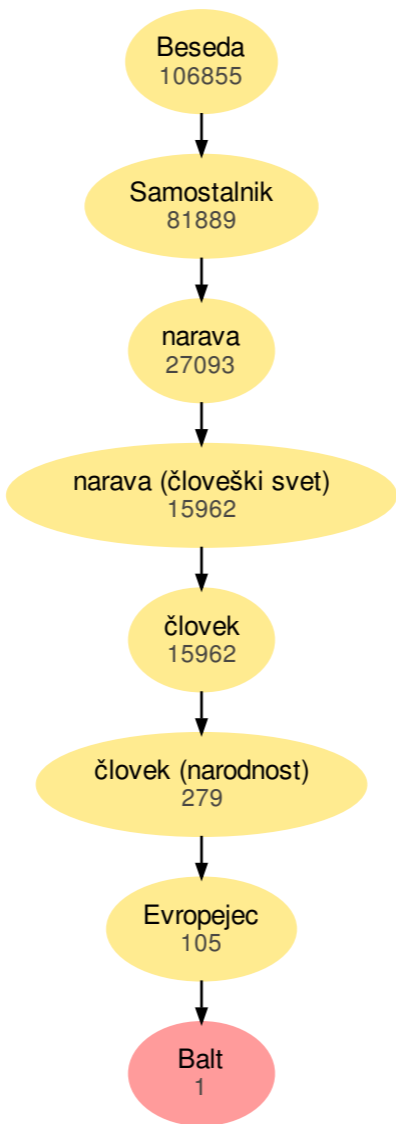 Beseda
106855
Samostalnik
81889
narava
27093
narava (človeški svet)
15962
človek
15962
človek (narodnost)
279
Evropejec
105
Balt
1